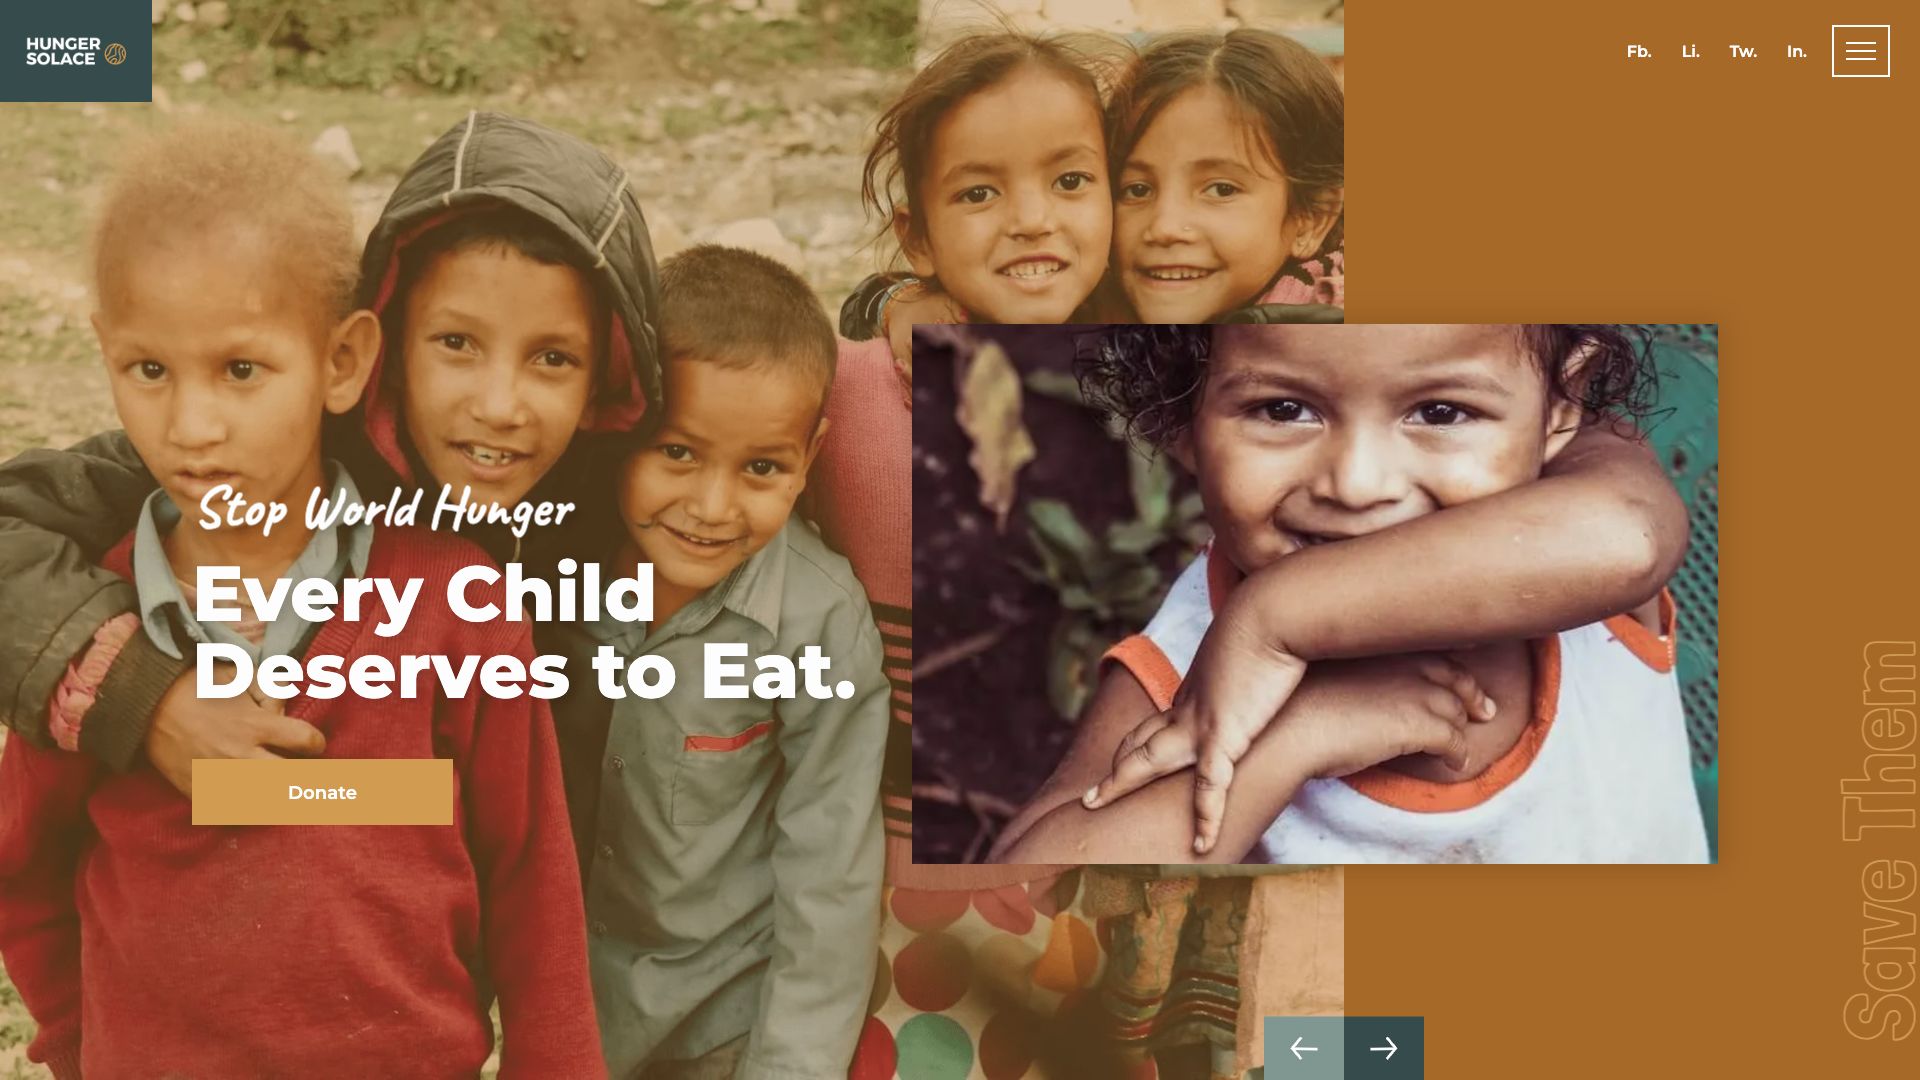 HUNGER
SOLACE
Fb. Li. Tw. In.
Stop World Hunger
Every Child
Deserves to Eat.
Donate
Save Them